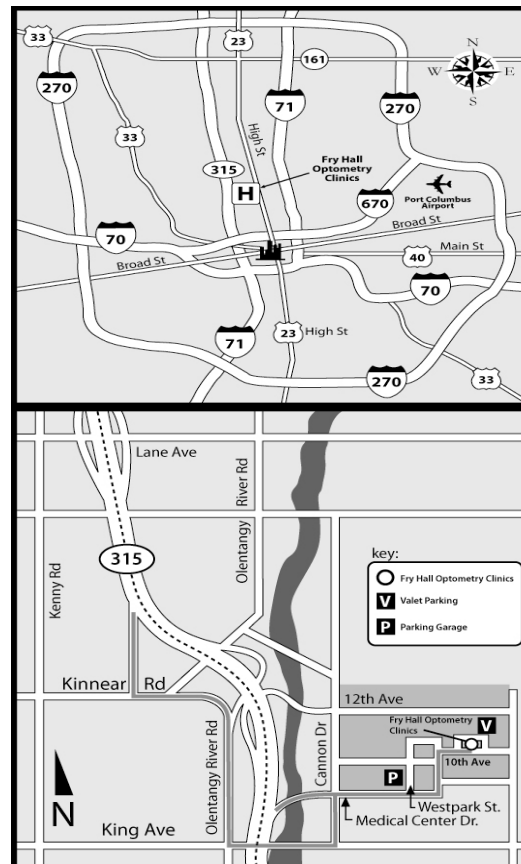 33
23
161
N
W
E
S
270
71
270
33
High St
Fry Hall
Optometry
Clinics
315
H
670
Port Columbus
Airport
Broad St
70
Main St
40
Broad St
70
23
High St
71
270
33
Lane Ave
River Rd
Olentangy
315
Kenny Rd
key:
Fry Hall Optometry Clinics
V
Valet Parking
P
Parking Garage
Kinnear Rd
12th Ave
Fry Hall Optometry
Clinics
V
Cannon Dr
Olentangy River Rd
10th Ave
P
N
Westpark St.
Medical Center Dr.
King Ave